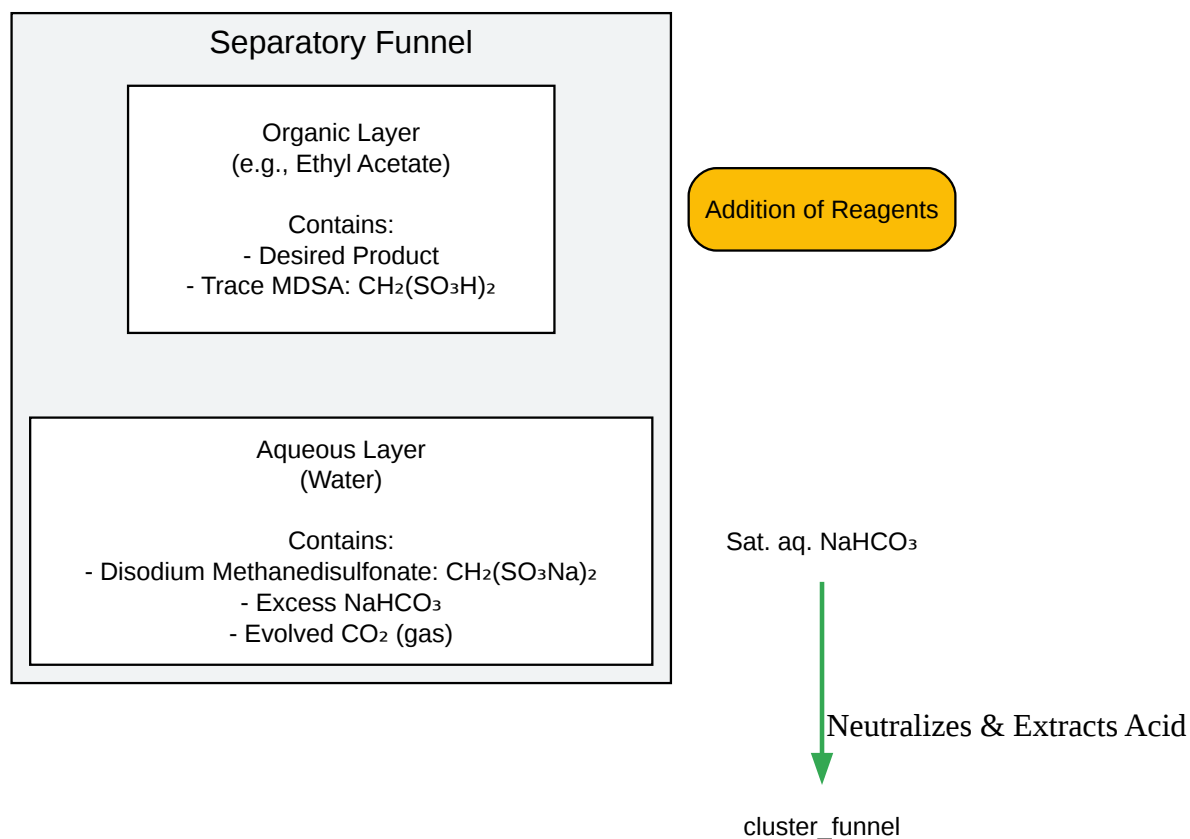 Separatory Funnel
Organic Layer
(e.g., Ethyl Acetate)
Contains:
- Desired Product
- Trace MDSA: CH₂(SO₃H)₂
Addition of Reagents
Aqueous Layer
(Water)
Contains:
- Disodium Methanedisulfonate: CH₂(SO₃Na)₂
- Excess NaHCO₃
- Evolved CO₂ (gas)
Sat. aq. NaHCO₃
Neutralizes & Extracts Acid
cluster_funnel